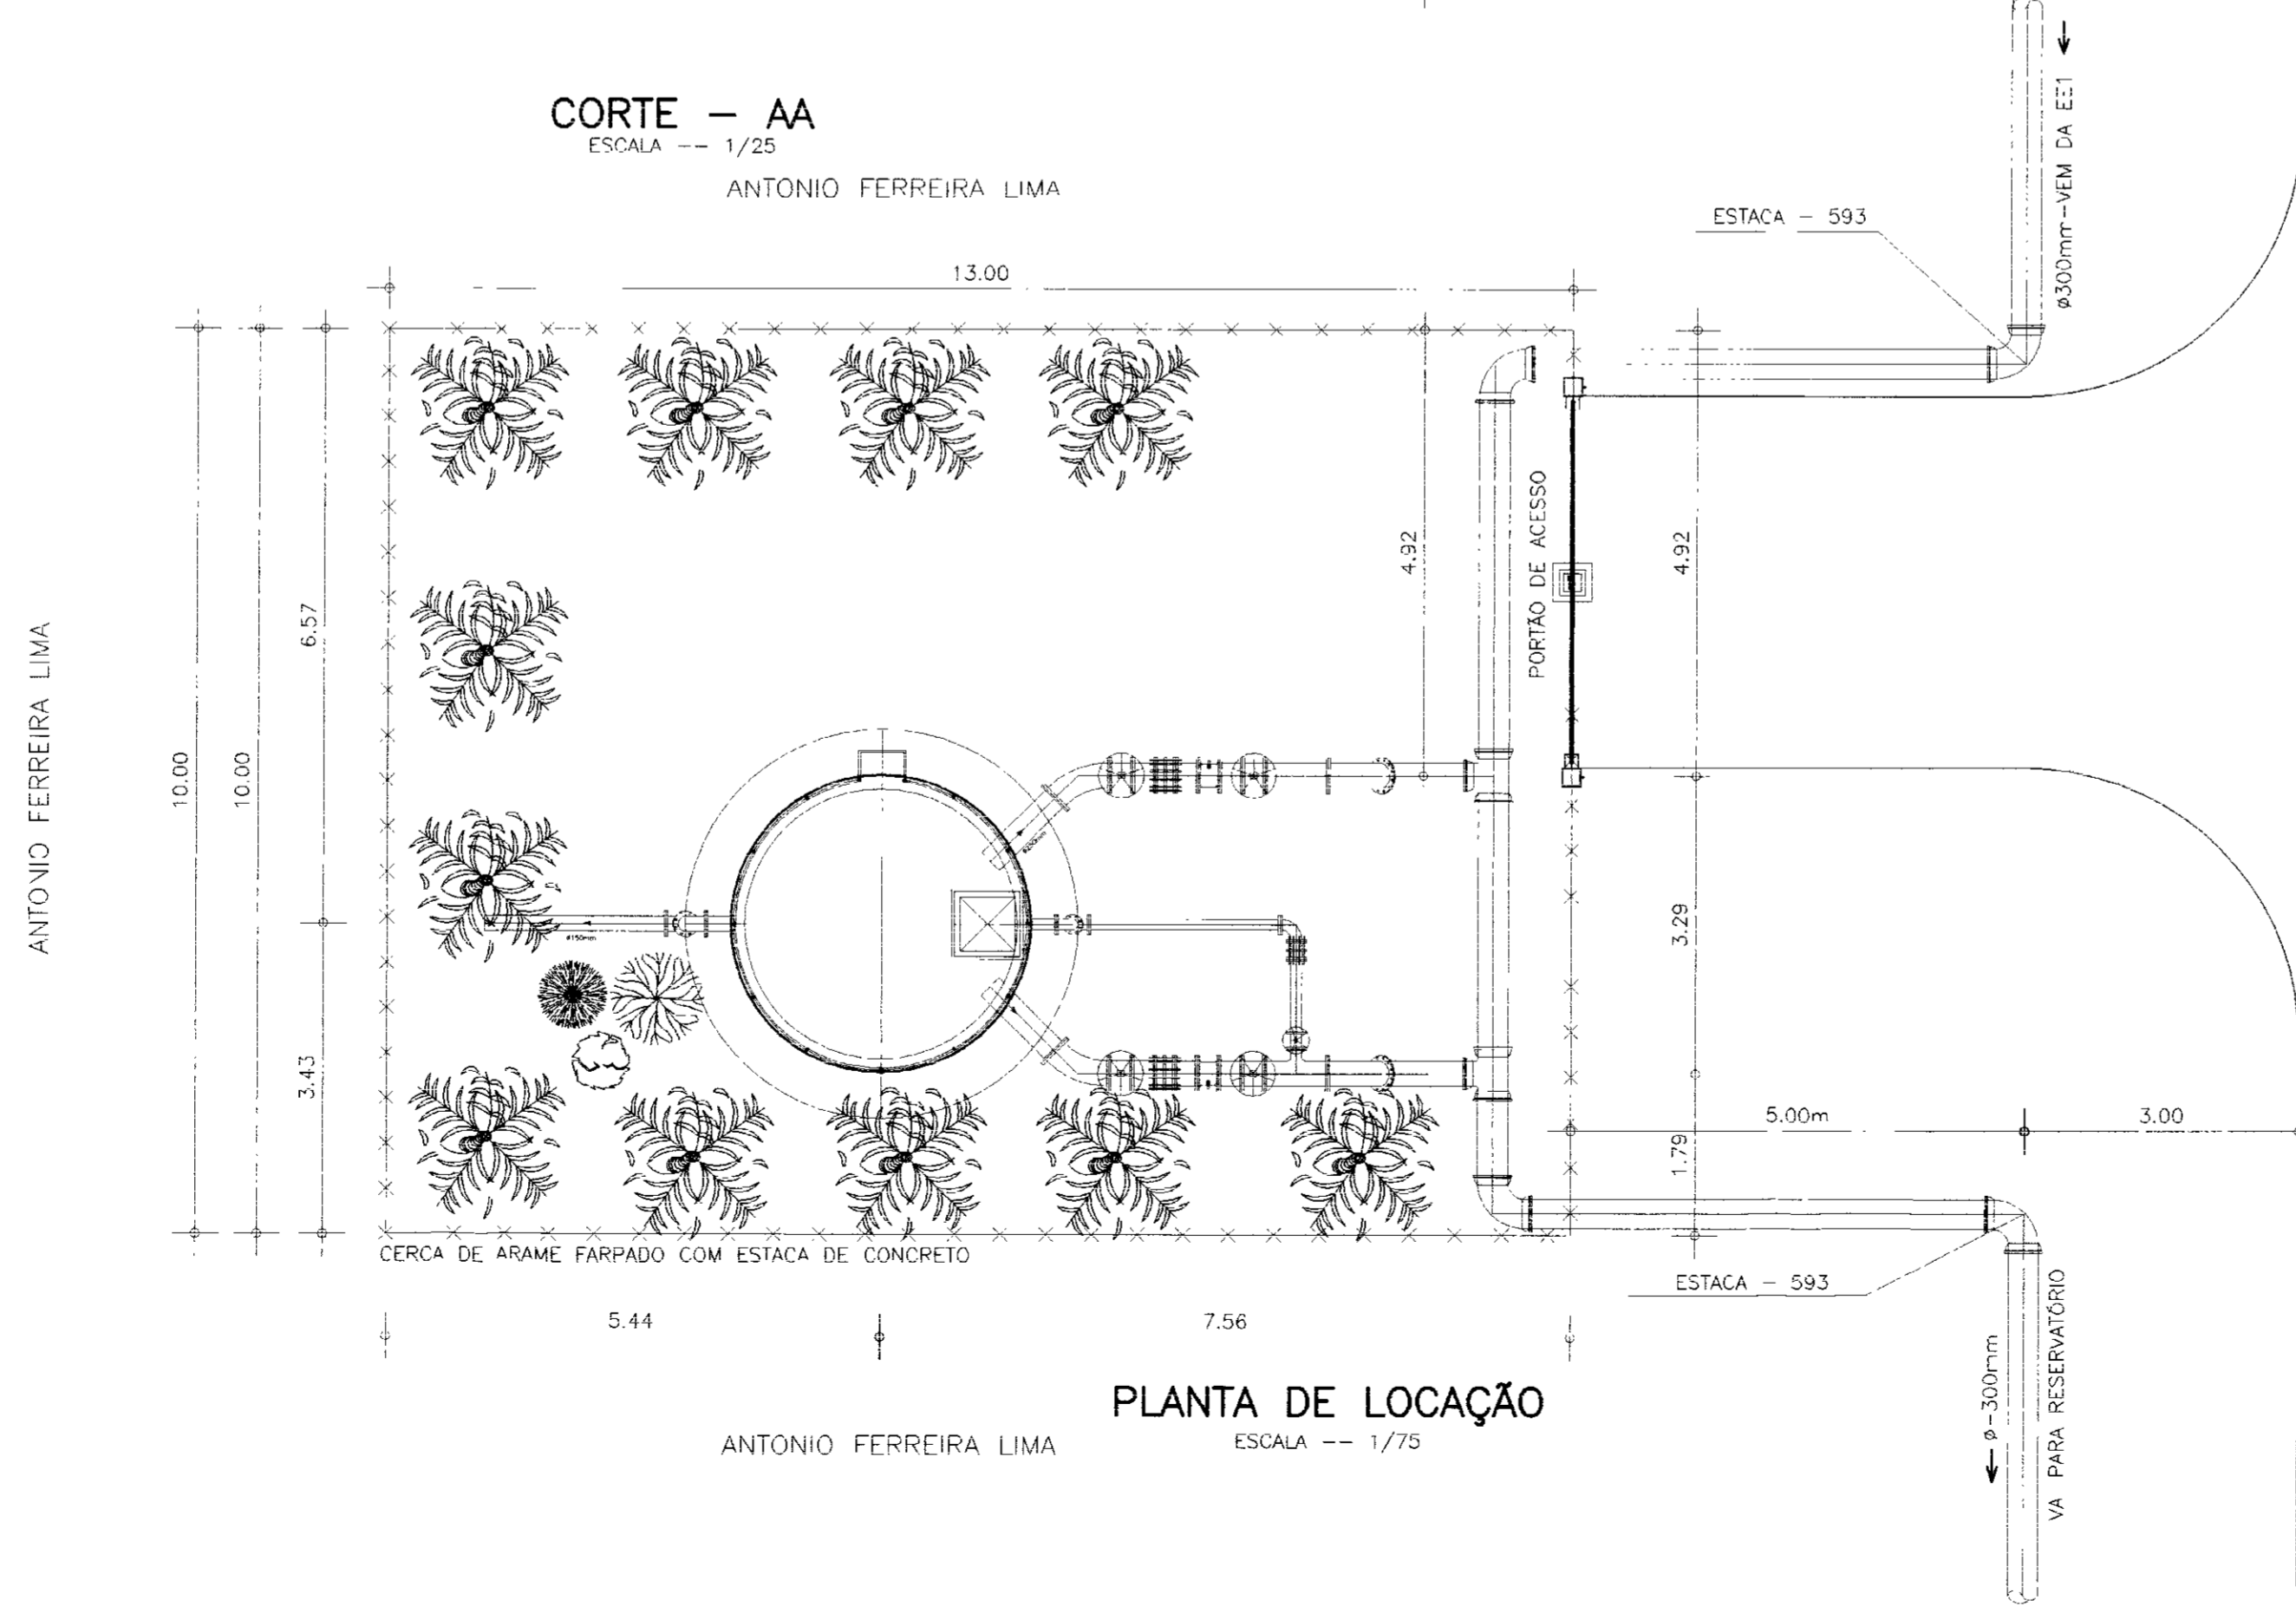 CORTE - AA
ESCALA -- 1/25
ANTONIO FERREIRA LIMA
ø300mm-VEM DA EE1
ESTACA - 593
13.00
10.00
10.00
6.57
3.43
ANTONIO FERREIRA LIMA
4.92
PORTÃO DE ACESSO
4.92
3.29
1.79
5.00m
3.00
ø150mm
CERCA DE ARAME FARPADO COM ESTACA DE CONCRETO
ESTACA - 593
5.44
7.56
PLANTA DE LOCAÇÃO
ESCALA -- 1/75
ANTONIO FERREIRA LIMA
ø-300mm
VA PARA RESERVATÓRIO